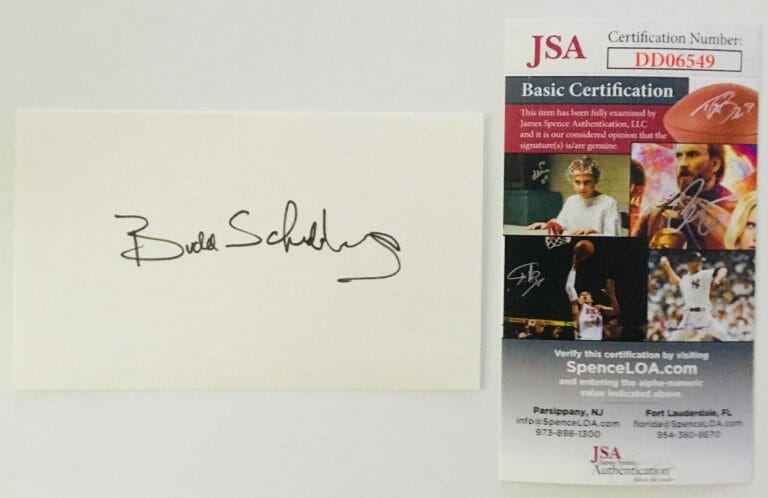 Budd Schulberg
JSA
Certification Number:
DD06549
Basic Certification
This item has been fully examined by
James Spence Authentication, LLC
and it is our considered opinion that the
signature(s) is/are genuine.
Verify this certification by visiting
SpenceLOA.com
and entering the alpha-numeric
value indicated above.
Parsippany, NJ
info@SpenceLOA.com
973-898-1300
Fort Lauderdale, FL
florida@SpenceLOA.com
954-360-8670
JSA
James Spence
Authentication